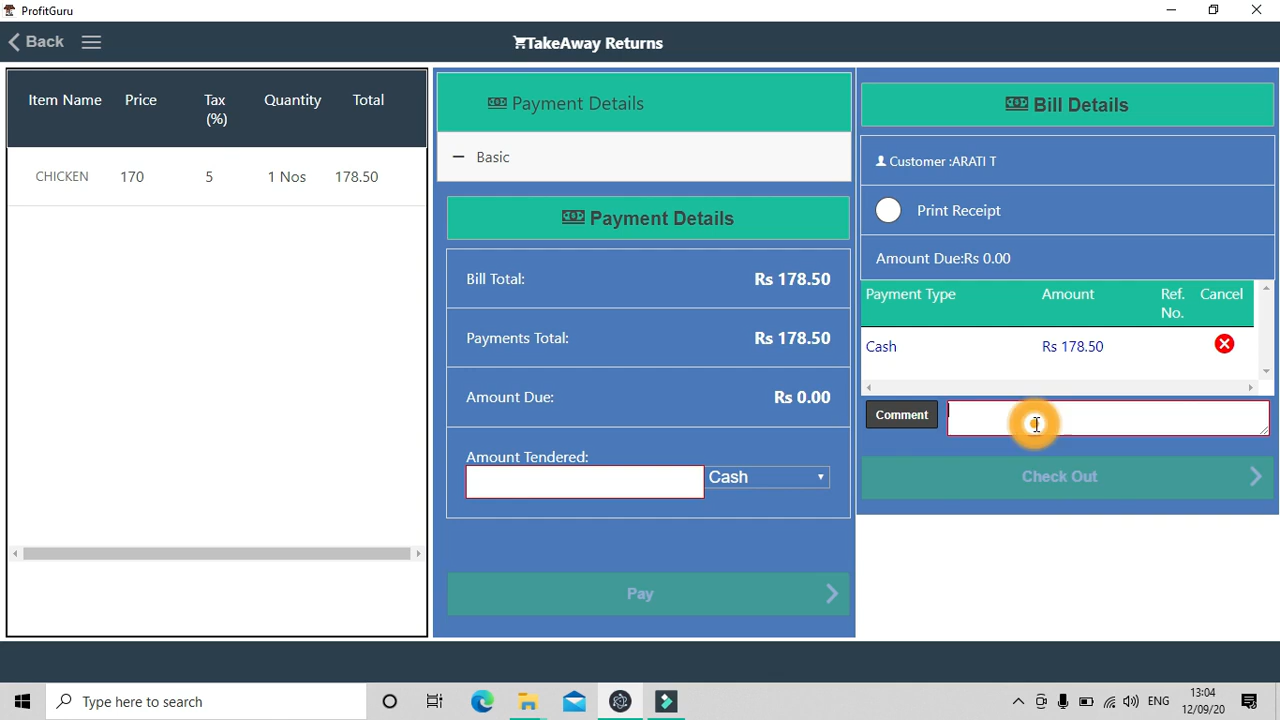 ProfitGuru
Back
TakeAway Returns
Item Name Price Tax (%) Quantity Total
CHICKEN 170 5 1 Nos 178.50
Payment Details
Basic
Payment Details
Bill Total: Rs 178.50
Payments Total: Rs 178.50
Amount Due: Rs 0.00
Amount Tendered:
Cash
Pay
Bill Details
Customer :ARATI T
Print Receipt
Amount Due:Rs 0.00
Payment Type Amount Ref. No. Cancel
Cash Rs 178.50
Comment
Check Out
Type here to search
ENG
13:04
12/09/20